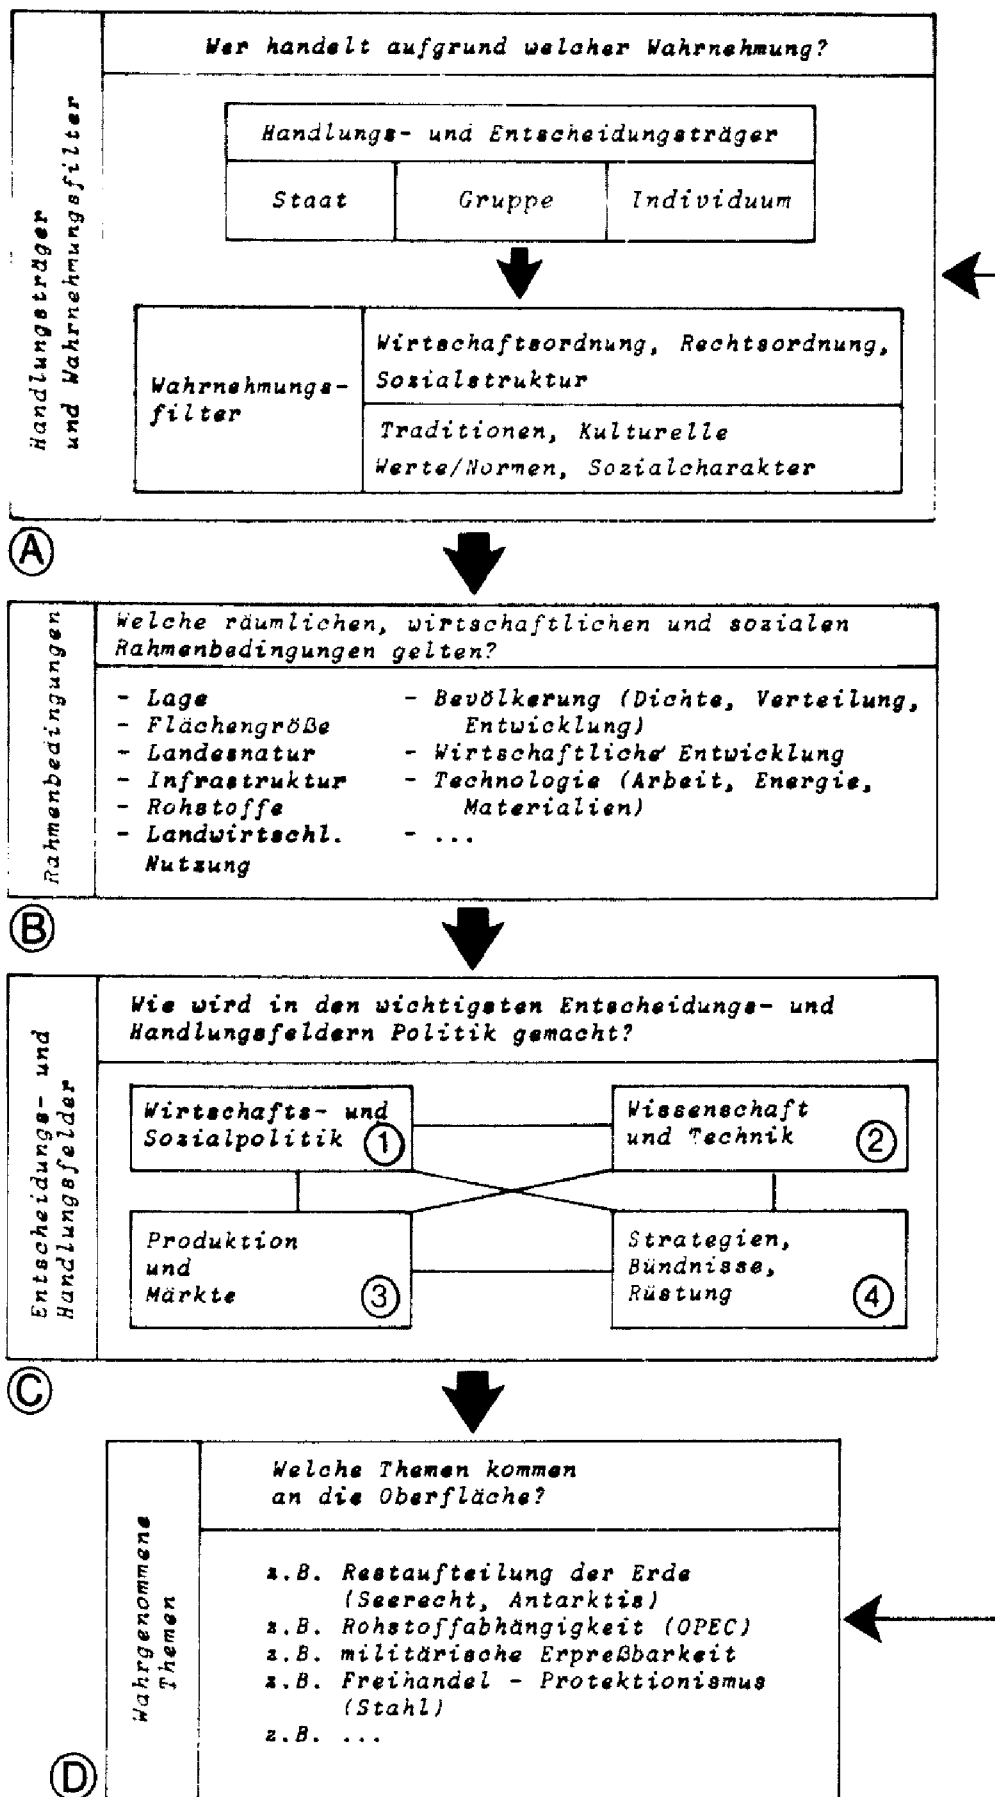 Wer handelt aufgrund welcher Wahrnehmung?
Handlungsträger
und Wahrnehmungsfilter
Handlungs- und Entscheidungsträger
Staat
Gruppe
Individuum
Wahrnehmungs-
filter
Wirtschaftsordnung, Rechtsordnung,
Sozialstruktur
Traditionen, Kulturelle
Werte/Normen, Sozialcharakter
A
Rahmenbedingungen
Welche räumlichen, wirtschaftlichen und sozialen
Rahmenbedingungen gelten?
- Lage
- Flächengröße
- Landesnatur
- Infrastruktur
- Rohstoffe
- Landwirtschl.
Nutzung
- Bevölkerung (Dichte, Verteilung,
Entwicklung)
- Wirtschaftliche Entwicklung
- Technologie (Arbeit, Energie,
Materialien)
- ...
B
Entscheidungs- und
Handlungsfelder
Wie wird in den wichtigsten Entscheidungs- und
Handlungsfeldern Politik gemacht?
Wirtschafts- und
Sozialpolitik 1
Wissenschaft
und Technik 2
Produktion
und
Märkte 3
Strategien,
Bündnisse,
Rüstung 4
C
Wahrgenommene
Themen
Welche Themen kommen
an die Oberfläche?
z.B. Restaufteilung der Erde
(Seerecht, Antarktis)
z.B. Rohstoffabhängigkeit (OPEC)
z.B. militärische Erpreßbarkeit
z.B. Freihandel - Protektionismus
(Stahl)
z.B. ...
D